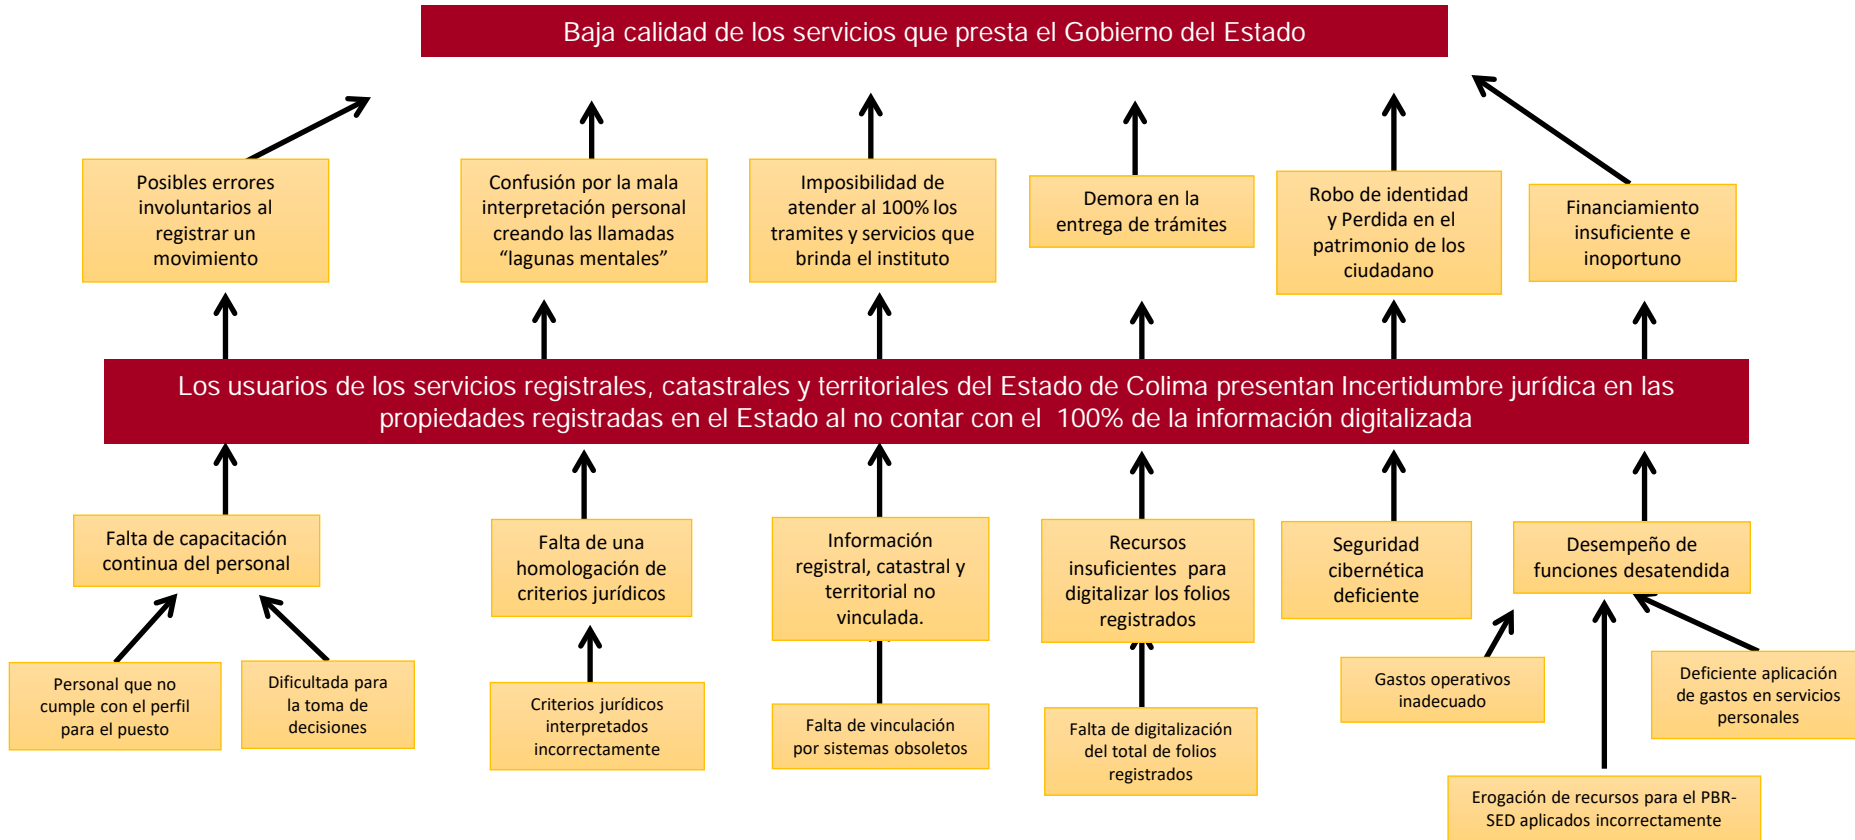 Baja calidad de los servicios que presta el Gobierno del Estado
Posibles errores
involuntarios al
registrar un
movimiento
Confusión por la mala
interpretación personal
creando las llamadas
“lagunas mentales”
Imposibilidad de
atender al 100% los
tramites y servicios que
brinda el instituto
Demora en la
entrega de trámites
Robo de identidad
y Perdida en el
patrimonio de los
ciudadano
Financiamiento
insuficiente e
inoportuno
Los usuarios de los servicios registrales, catastrales y territoriales del Estado de Colima presentan Incertidumbre jurídica en las
propiedades registradas en el Estado al no contar con el 100% de la información digitalizada
Falta de capacitación
continua del personal
Falta de una
homologación de
criterios jurídicos
Información
registral, catastral y
territorial no
vinculada.
Recursos
insuficientes para
digitalizar los folios
registrados
Seguridad
cibernética
deficiente
Desempeño de
funciones desatendida
Personal que no
cumple con el perfil
para el puesto
Dificultada para
la toma de
decisiones
Criterios jurídicos
interpretados
incorrectamente
Falta de vinculación
por sistemas obsoletos
Falta de digitalización
del total de folios
registrados
Gastos operativos
inadecuado
Deficiente aplicación
de gastos en servicios
personales
Erogación de recursos para el PBR-
SED aplicados incorrectamente